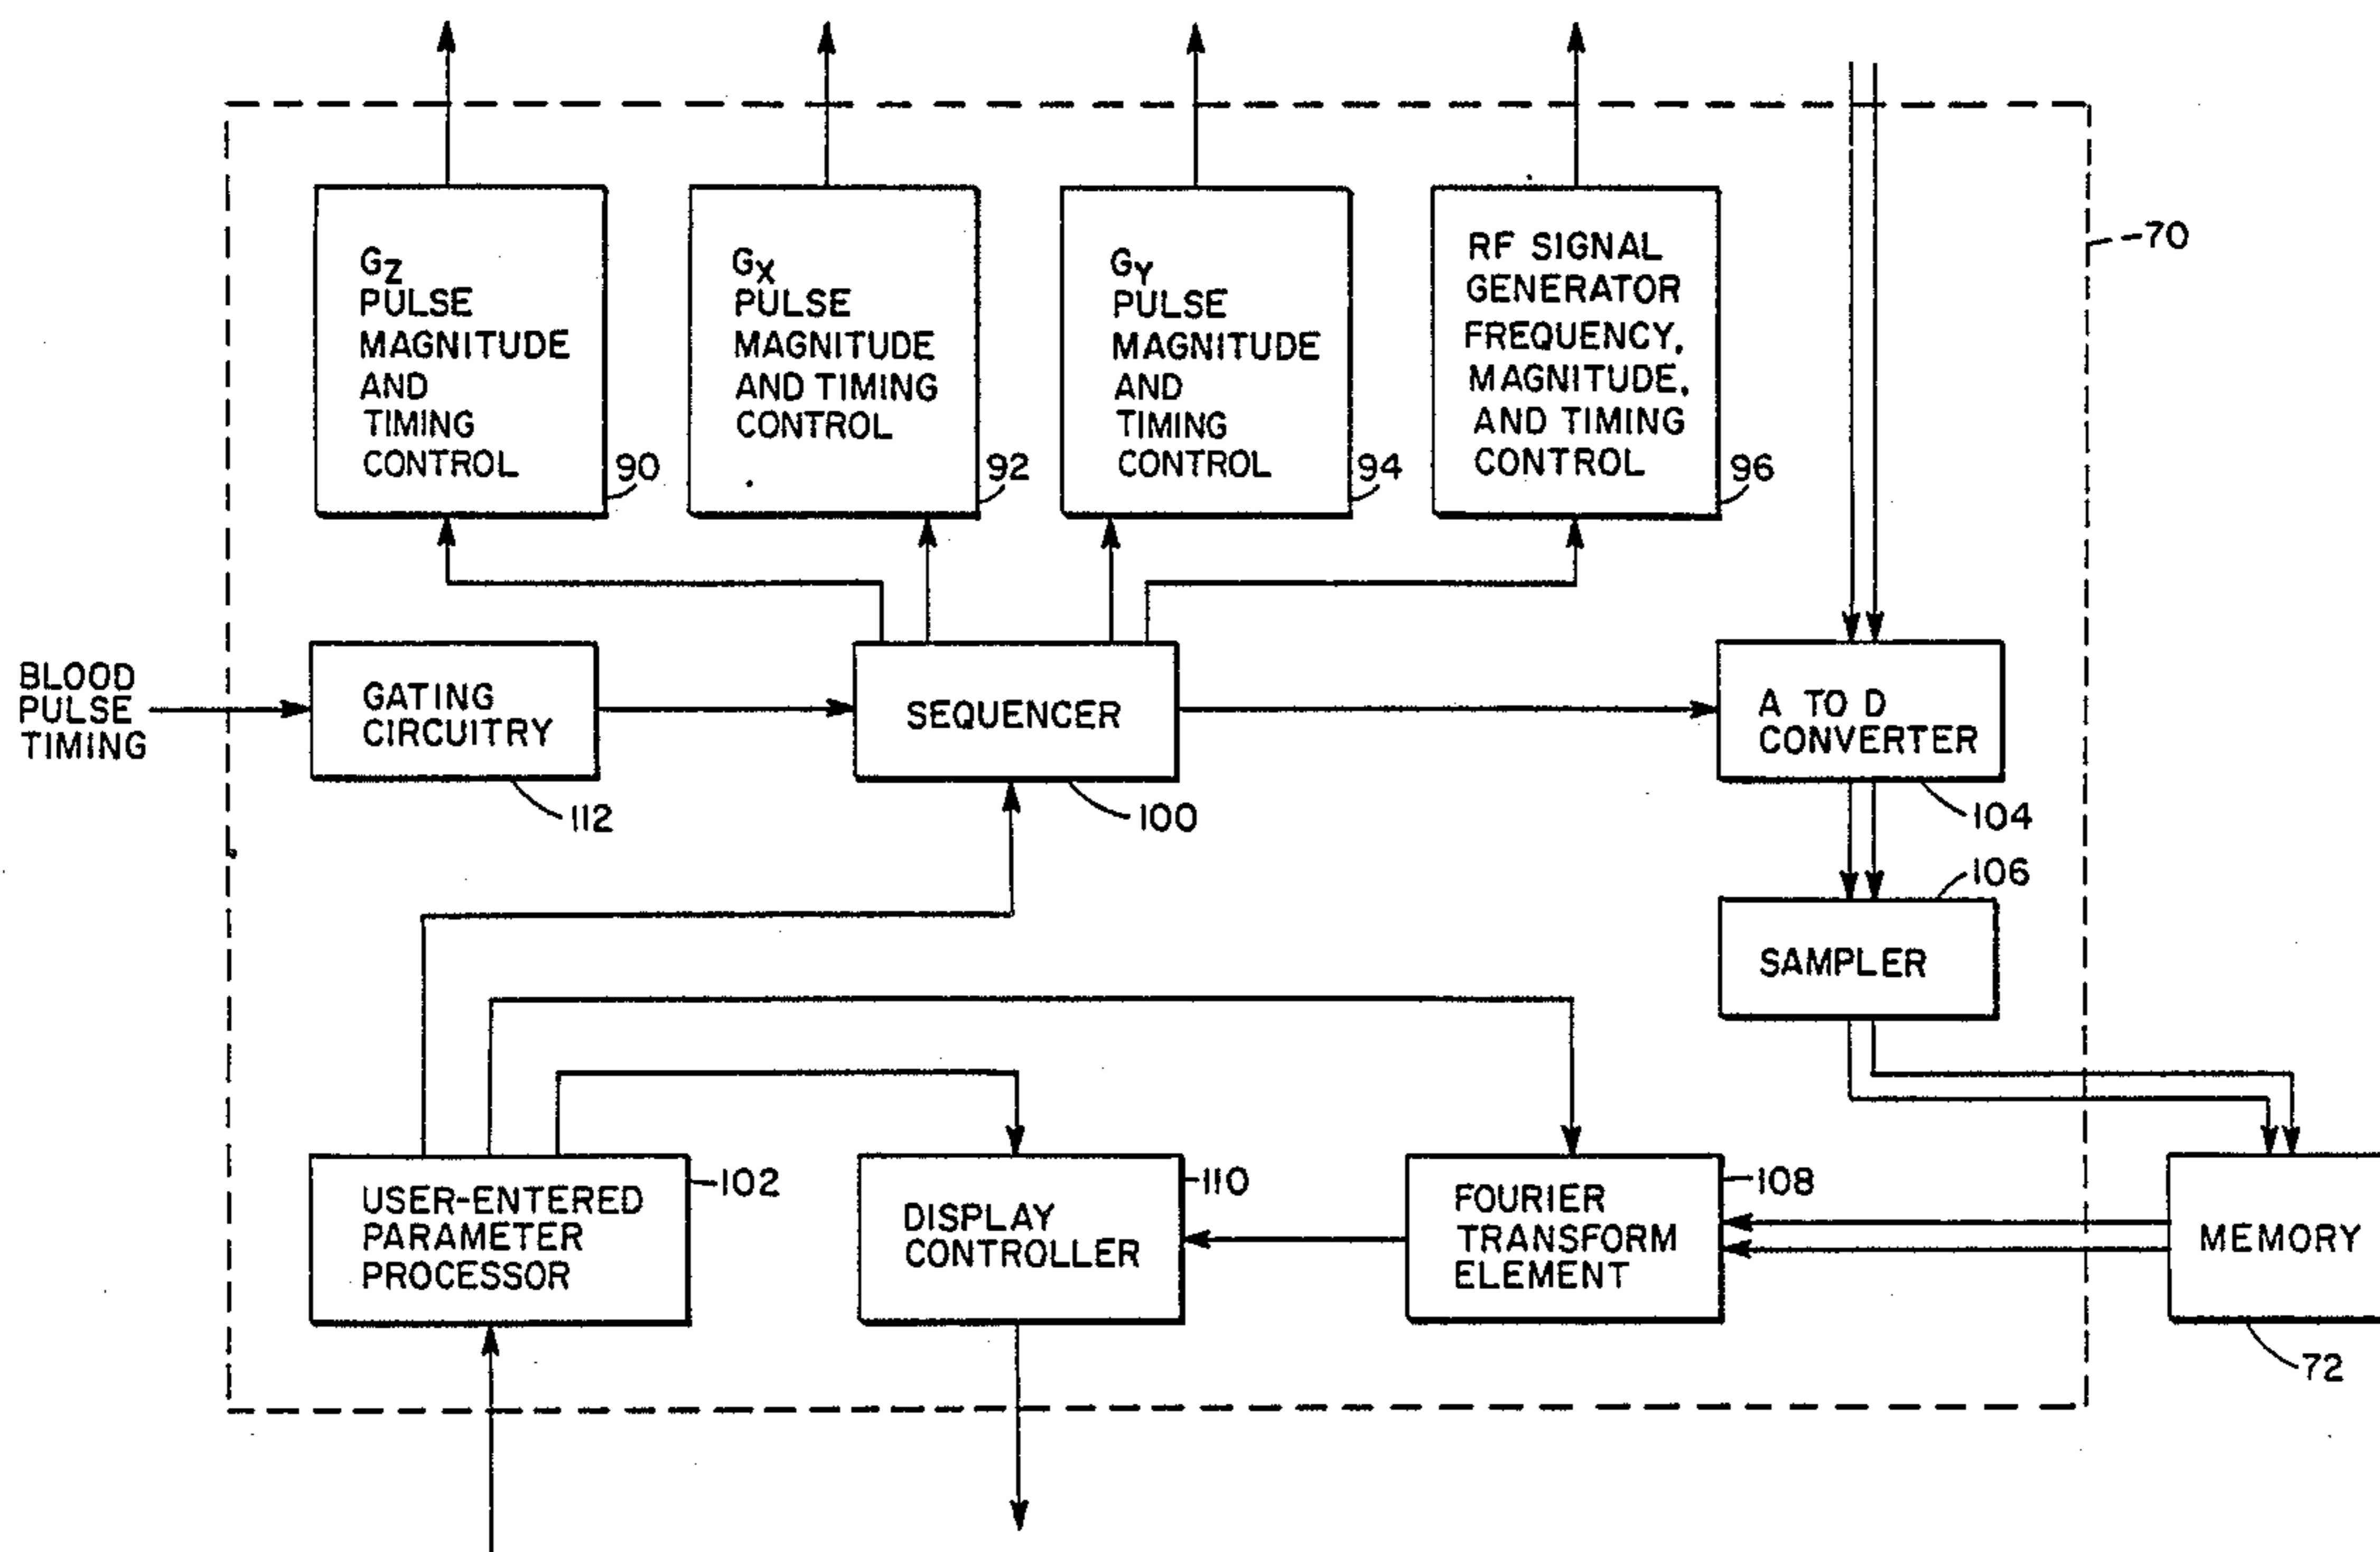 70
GZ
PULSE
MAGNITUDE
AND
TIMING
CONTROL
90
GX
PULSE
MAGNITUDE
AND TIMING
CONTROL
92
GY
PULSE
MAGNITUDE
AND
TIMING
CONTROL
94
RF SIGNAL
GENERATOR
FREQUENCY,
MAGNITUDE,
AND TIMING
CONTROL
96
BLOOD
PULSE
TIMING
GATING
CIRCUITRY
112
SEQUENCER
100
A TO D
CONVERTER
104
106
SAMPLER
USER-ENTERED
PARAMETER
PROCESSOR
102
DISPLAY
CONTROLLER
110
FOURIER
TRANSFORM
ELEMENT
108
MEMORY
72